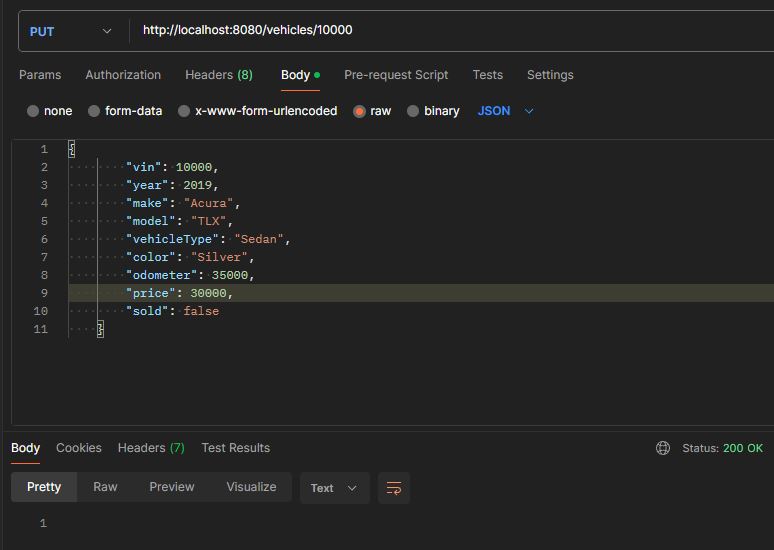 PUT http://localhost:8080/vehicles/10000
Params Authorization Headers (8) Body Pre-request Script Tests Settings
none form-data x-www-form-urlencoded raw binary JSON
1 {
2 "vin": 10000,
3 "year": 2019,
4 "make": "Acura",
5 "model": "TLX",
6 "vehicleType": "Sedan",
7 "color": "Silver",
8 "odometer": 35000,
9 "price": 30000,
10 "sold": false
11 }
Body Cookies Headers (7) Test Results Status: 200 OK
Pretty Raw Preview Visualize Text
1